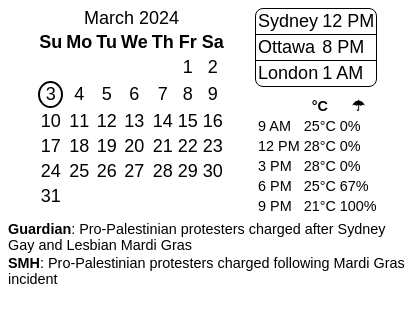 March 2024
Su Mo Tu We Th Fr Sa
1 2
3 4 5 6 7 8 9
10 11 12 13 14 15 16
17 18 19 20 21 22 23
24 25 26 27 28 29 30
31
Sydney 12 PM
Ottawa 8 PM
London 1 AM
°C ☂
9 AM 25°C 0%
12 PM 28°C 0%
3 PM 28°C 0%
6 PM 25°C 67%
9 PM 21°C 100%
Guardian: Pro-Palestinian protesters charged after Sydney
Gay and Lesbian Mardi Gras
SMH: Pro-Palestinian protesters charged following Mardi Gras
incident